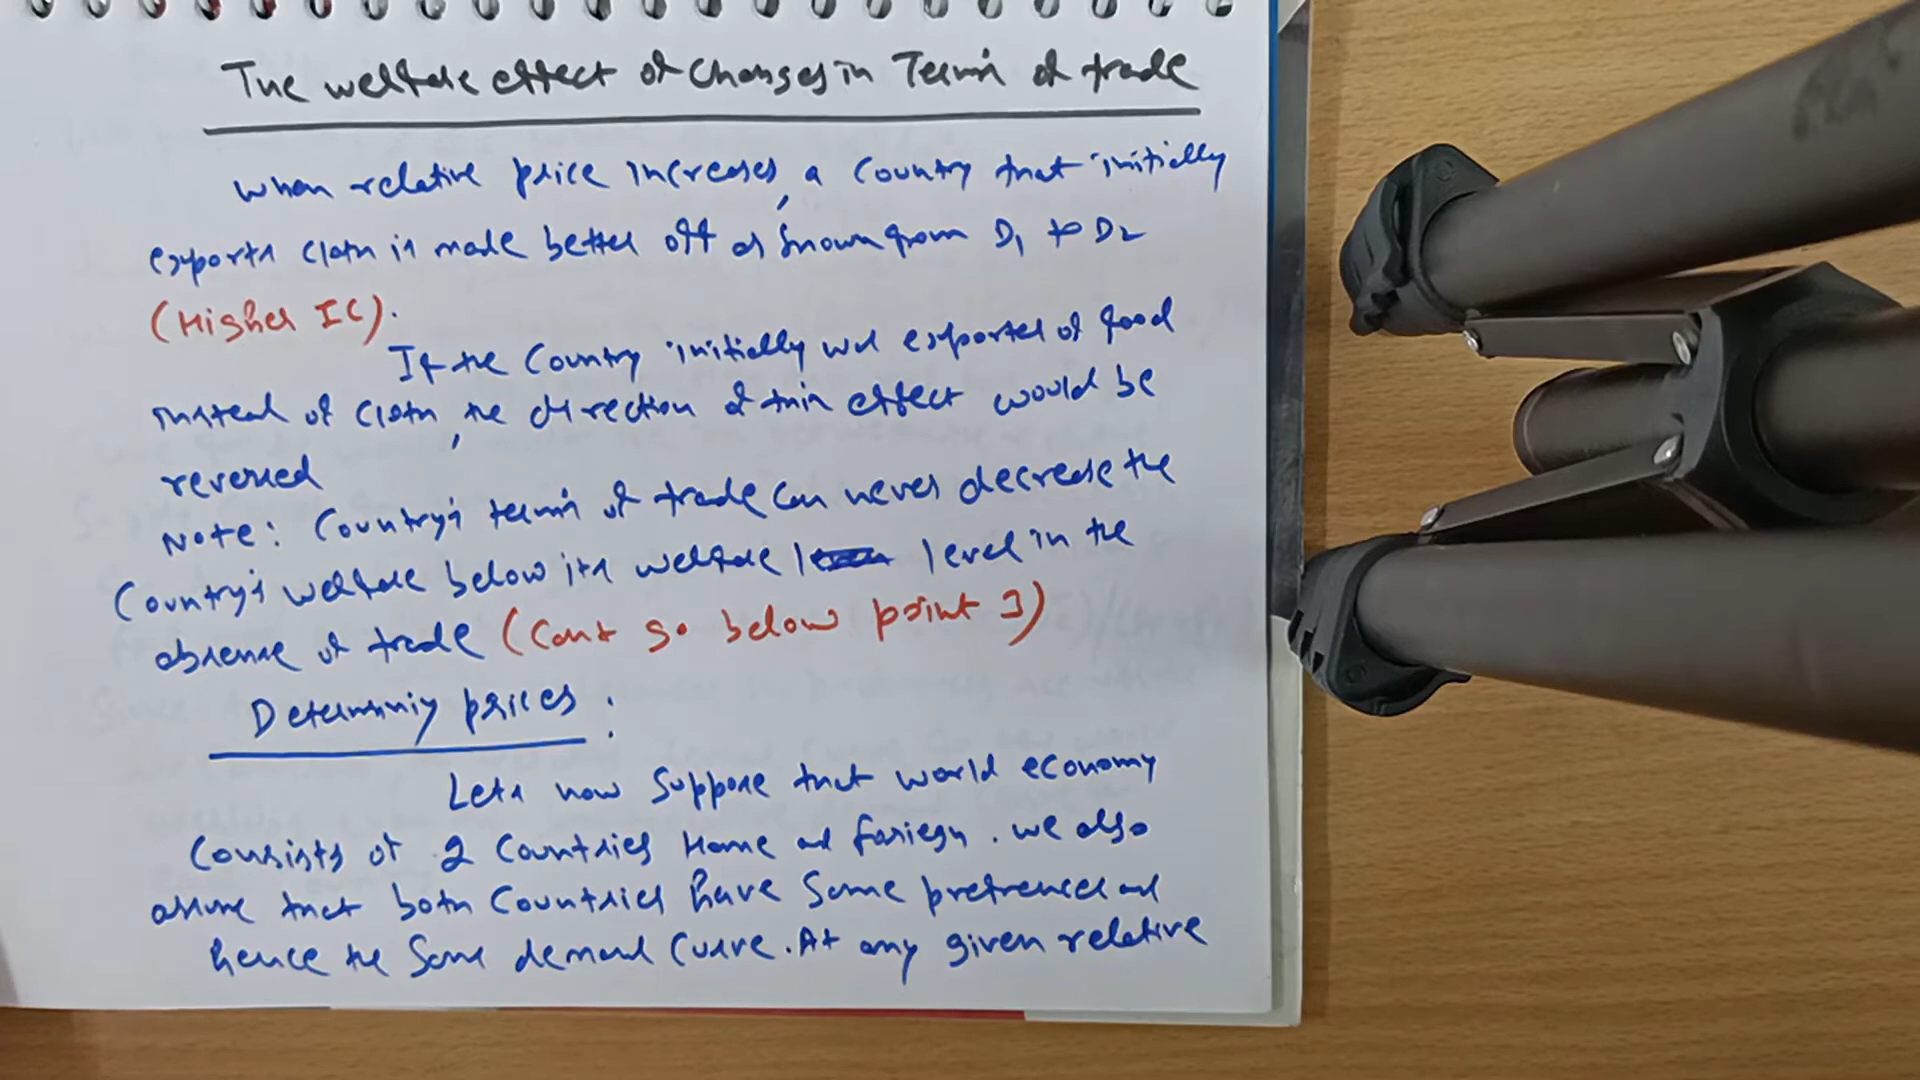 The welfare effect of Changes in Terms of trade
When relative price increases, a Country that initially
exports cloth is made better off as shown from D1 to D2
(Higher IC).
If the Country initially was exporter of food
instead of cloth, the direction of this effect would be
reversed
Note: Country's terms of trade can never decrease the
Country's welfare below its welfare level in the
absense of trade (Can't go below point 3)
Determining prices:
Lets now suppose that world economy
Consists of 2 Countries Home and foriegn. we also
assume that both Countries have Same prefrences and
hence the Same demand Curve. At any given relative